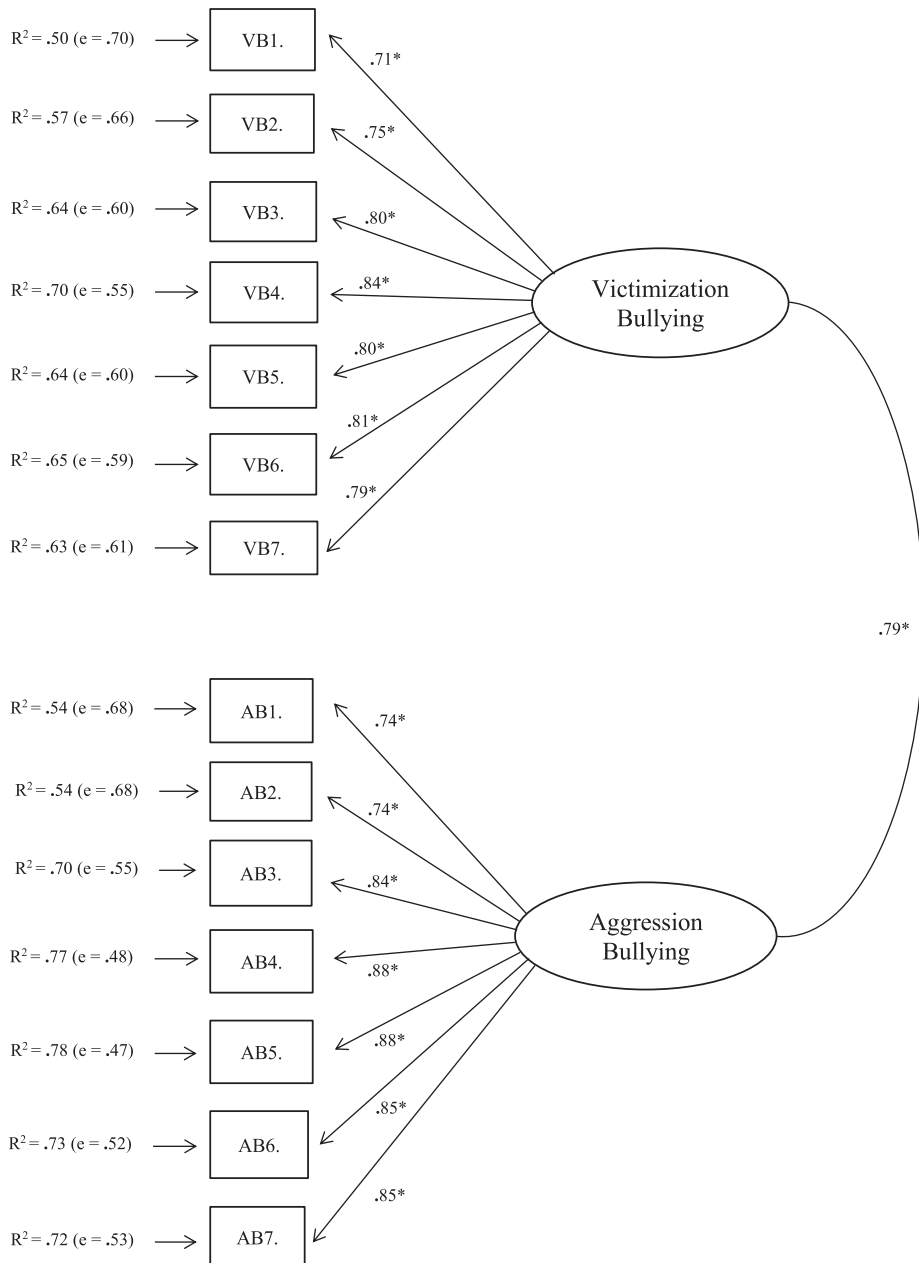 R² = .50 (e = .70) VB1. .71*
R² = .57 (e = .66) VB2. .75*
R² = .64 (e = .60) VB3. .80*
R² = .70 (e = .55) VB4. .84*
Victimization
Bullying
R² = .64 (e = .60) VB5. .80*
R² = .65 (e = .59) VB6. .81*
R² = .63 (e = .61) VB7. .79*
.79*
R² = .54 (e = .68) AB1. .74*
R² = .54 (e = .68) AB2. .74*
R² = .70 (e = .55) AB3. .84*
Aggression
Bullying
R² = .77 (e = .48) AB4. .88*
R² = .78 (e = .47) AB5. .88*
R² = .73 (e = .52) AB6. .85*
R² = .72 (e = .53) AB7. .85*